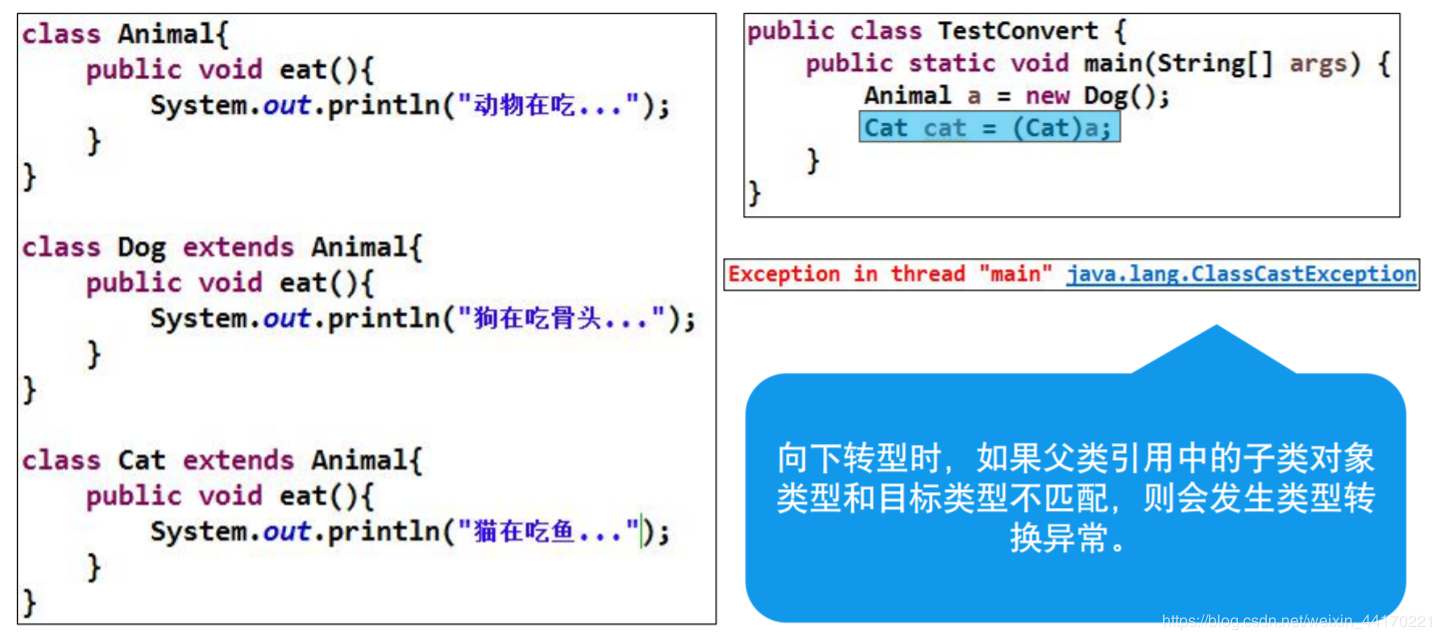 class Animal{
public void eat(){
System.out.println("动物在吃...");
}
}
class Dog extends Animal{
public void eat(){
System.out.println("狗在吃骨头...");
}
}
class Cat extends Animal{
public void eat(){
System.out.println("猫在吃鱼...");
}
}
public class TestConvert {
public static void main(String[] args) {
Animal a = new Dog();
Cat cat = (Cat)a;
}
}
Exception in thread "main" java.lang.ClassCastException
向下转型时，如果父类引用中的子类对象
类型和目标类型不匹配，则会发生类型转
换异常。
https://blog.csdn.net/weixin_44170221